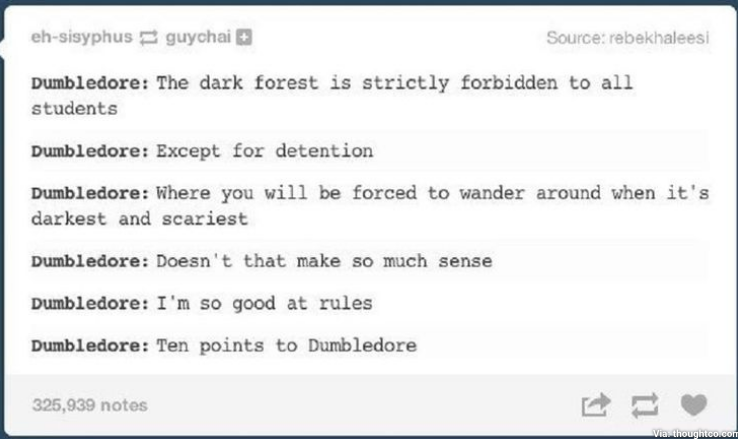 eh-sisyphus guychai
Source: rebekhaleesi
Dumbledore: The dark forest is strictly forbidden to all
students
Dumbledore: Except for detention
Dumbledore: Where you will be forced to wander around when it's
darkest and scariest
Dumbledore: Doesn't that make so much sense
Dumbledore: I'm so good at rules
Dumbledore: Ten points to Dumbledore
325,939 notes
Via: thoughtco.com